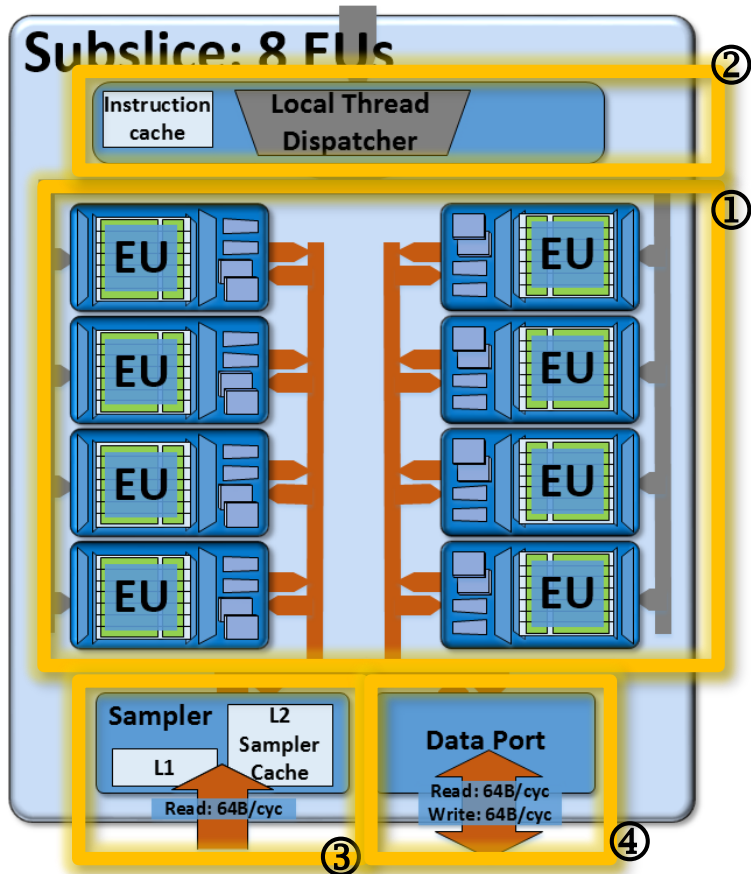 Subslice: 8 EUs
②
Instruction
cache
Local Thread
Dispatcher
①
EU
EU
EU
EU
EU
EU
EU
EU
Sampler
L1
L2
Sampler
Cache
Read: 64B/cyc
③
Data Port
Read: 64B/cyc
Write: 64B/cyc
④